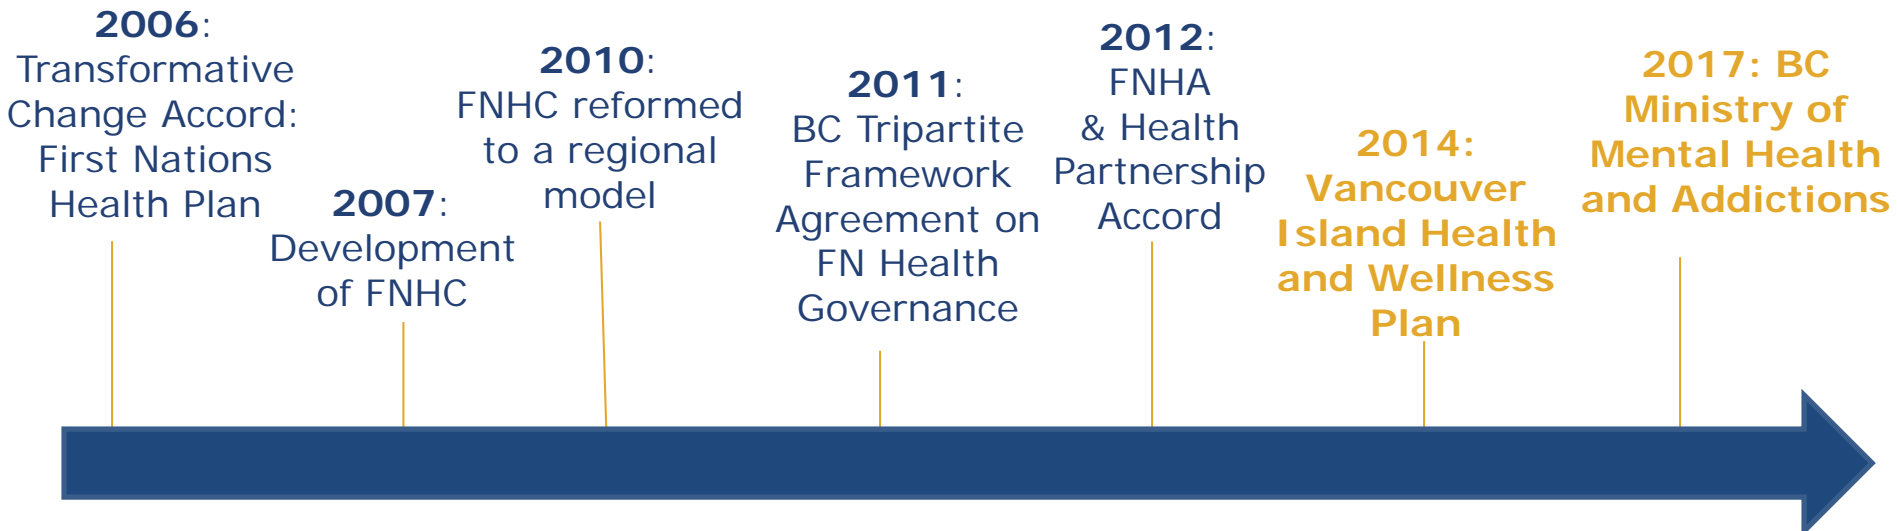 2006:
Transformative
Change Accord:
First Nations
Health Plan
2007:
Development
of FNHC
2010:
FNHC reformed
to a regional
model
2011:
BC Tripartite
Framework
Agreement on
FN Health
Governance
2012:
FNHA
& Health
Partnership
Accord
2014:
Vancouver
Island Health
and Wellness
Plan
2017: BC
Ministry of
Mental Health
and Addictions